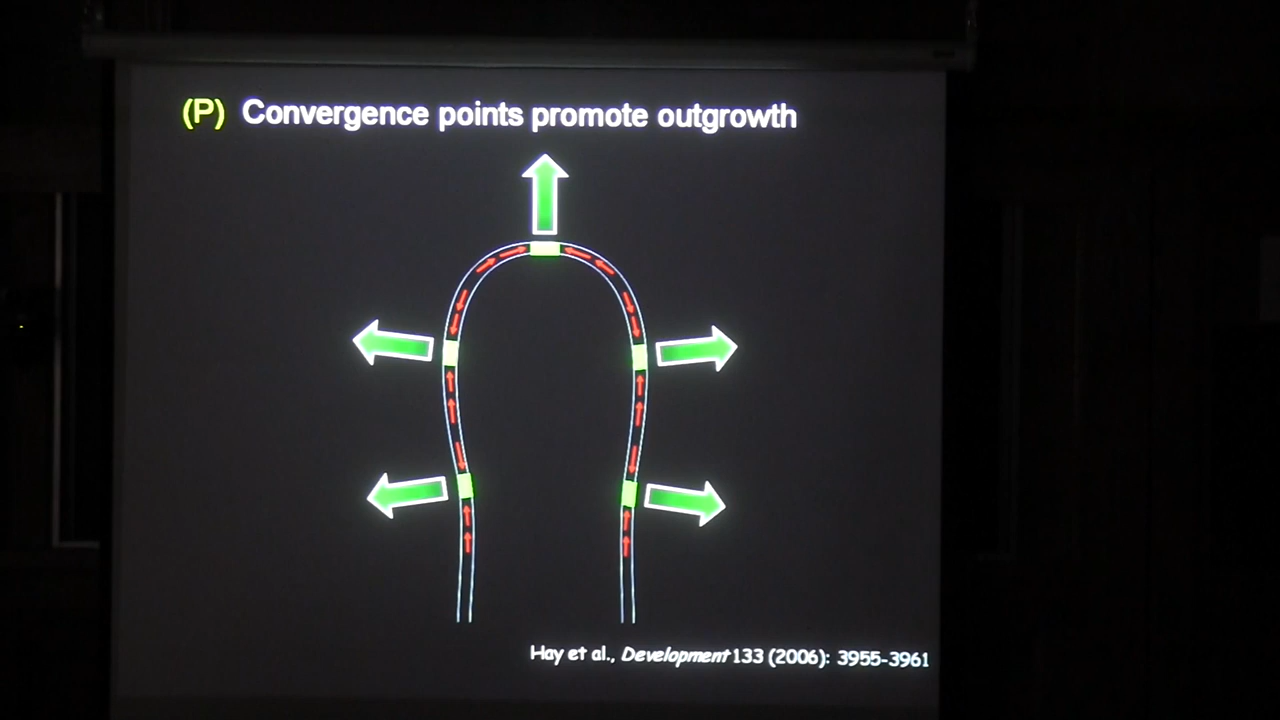 (P) Convergence points promote outgrowth
Hay et al., Development 133 (2006): 3955-3961